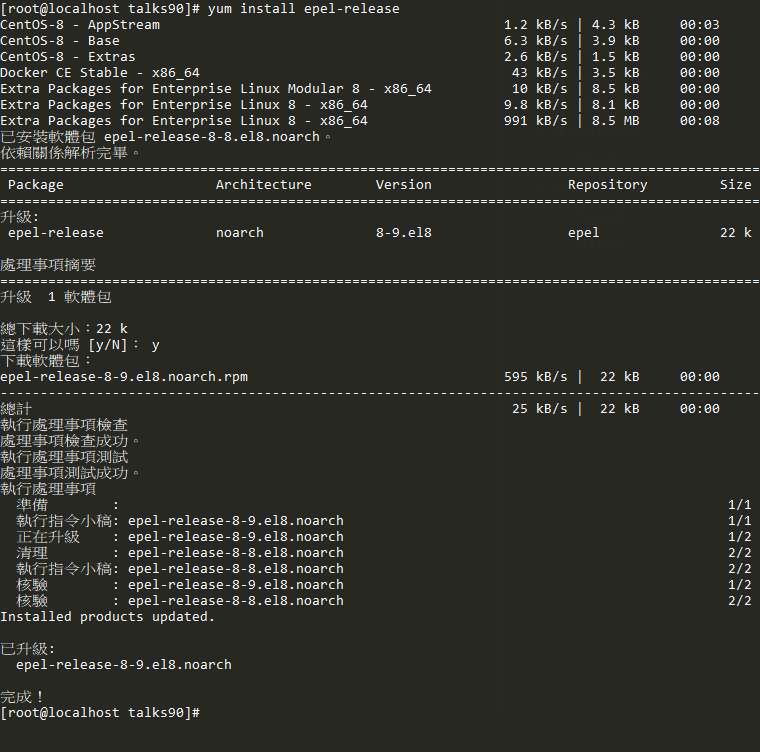 [root@localhost talks90]# yum install epel-release
CentOS-8 - AppStream 1.2 kB/s | 4.3 kB 00:03
CentOS-8 - Base 6.3 kB/s | 3.9 kB 00:00
CentOS-8 - Extras 2.6 kB/s | 1.5 kB 00:00
Docker CE Stable - x86_64 43 kB/s | 3.5 kB 00:00
Extra Packages for Enterprise Linux Modular 8 - x86_64 10 kB/s | 8.5 kB 00:00
Extra Packages for Enterprise Linux 8 - x86_64 9.8 kB/s | 8.1 kB 00:00
Extra Packages for Enterprise Linux 8 - x86_64 991 kB/s | 8.5 MB 00:08
已安裝軟體包 epel-release-8-8.el8.noarch。
依賴關係解析完畢。
================================================================================
Package Architecture Version Repository Size
================================================================================
升級:
epel-release noarch 8-9.el8 epel 22 k
處理事項摘要
================================================================================
升級 1 軟體包
總下載大小：22 k
這樣可以嗎 [y/N]： y
下載軟體包：
epel-release-8-9.el8.noarch.rpm 595 kB/s | 22 kB 00:00
--------------------------------------------------------------------------------
總計 25 kB/s | 22 kB 00:00
執行處理事項檢查
處理事項檢查成功。
執行處理事項測試
處理事項測試成功。
執行處理事項
準備 : 1/1
執行指令小稿: epel-release-8-9.el8.noarch 1/1
正在升級 : epel-release-8-9.el8.noarch 1/2
清理 : epel-release-8-8.el8.noarch 2/2
執行指令小稿: epel-release-8-8.el8.noarch 2/2
核驗 : epel-release-8-9.el8.noarch 1/2
核驗 : epel-release-8-8.el8.noarch 2/2
Installed products updated.
已升級:
epel-release-8-9.el8.noarch
完成！
[root@localhost talks90]#